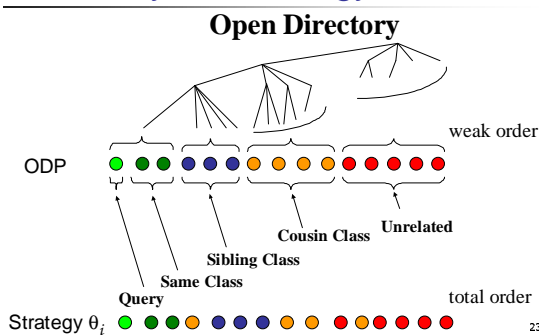 Open Directory
weak order
ODP
Unrelated
Cousin Class
Sibling Class
Same Class
Query
total order
Strategy θi
23